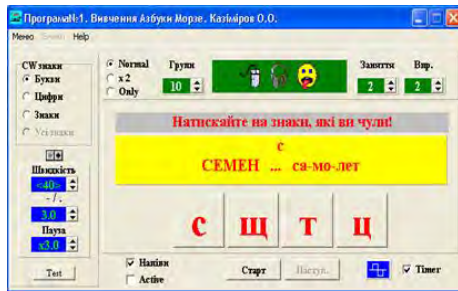 Програма№1. Вивчення Азбуки Морзе. Казіміров О.О.
Меню
Help
CW знаки
Букви
Цифри
Знаки
Усі знаки
Швидкість
<40>
- / .
3.0
Пауза
x3.0
Test
Normal
x 2
Only
Групи
10
Заняття
2
Впр.
2
Натискайте на знаки, які ви чули!
с
СЕМЕН ... са-мо-лет
с щ т ц
Наспіви
Active
Старт
Наступ.
Timer